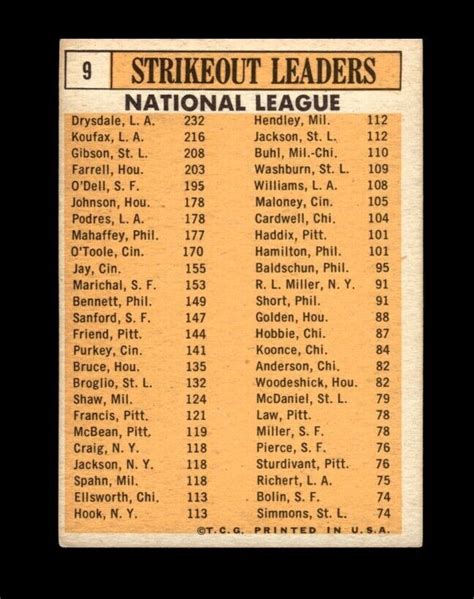 9 STRIKEOUT LEADERS
NATIONAL LEAGUE
Drysdale, L. A. 232
Koufax, L. A. 216
Gibson, St. L. 208
Farrell, Hou. 203
O'Dell, S. F. 195
Johnson, Hou. 178
Podres, L. A. 178
Mahaffey, Phil. 177
O'Toole, Cin. 170
Jay, Cin. 155
Marichal, S. F. 153
Bennett, Phil. 149
Sanford, S. F. 147
Friend, Pitt. 144
Purkey, Cin. 141
Bruce, Hou. 135
Broglio, St. L. 132
Shaw, Mil. 124
Francis, Pitt. 121
McBean, Pitt. 119
Craig, N. Y. 118
Jackson, N. Y. 118
Spahn, Mil. 118
Ellsworth, Chi. 113
Hook, N. Y. 113
Hendley, Mil. 112
Jackson, St. L. 112
Buhl, Mil.-Chi. 110
Washburn, St. L. 109
Williams, L. A. 108
Maloney, Cin. 105
Cardwell, Chi. 104
Haddix, Pitt. 101
Hamilton, Phil. 101
Baldschun, Phil. 95
R. L. Miller, N. Y. 91
Short, Phil. 91
Golden, Hou. 88
Hobbie, Chi. 87
Koonce, Chi. 84
Anderson, Chi. 82
Woodeshick, Hou. 82
McDaniel, St. L. 79
Law, Pitt. 78
Miller, S. F. 78
Pierce, S. F. 76
Sturdivant, Pitt. 76
Richert, L. A. 75
Bolin, S. F. 74
Simmons, St. L. 74
©T.C.G. PRINTED IN U.S.A.